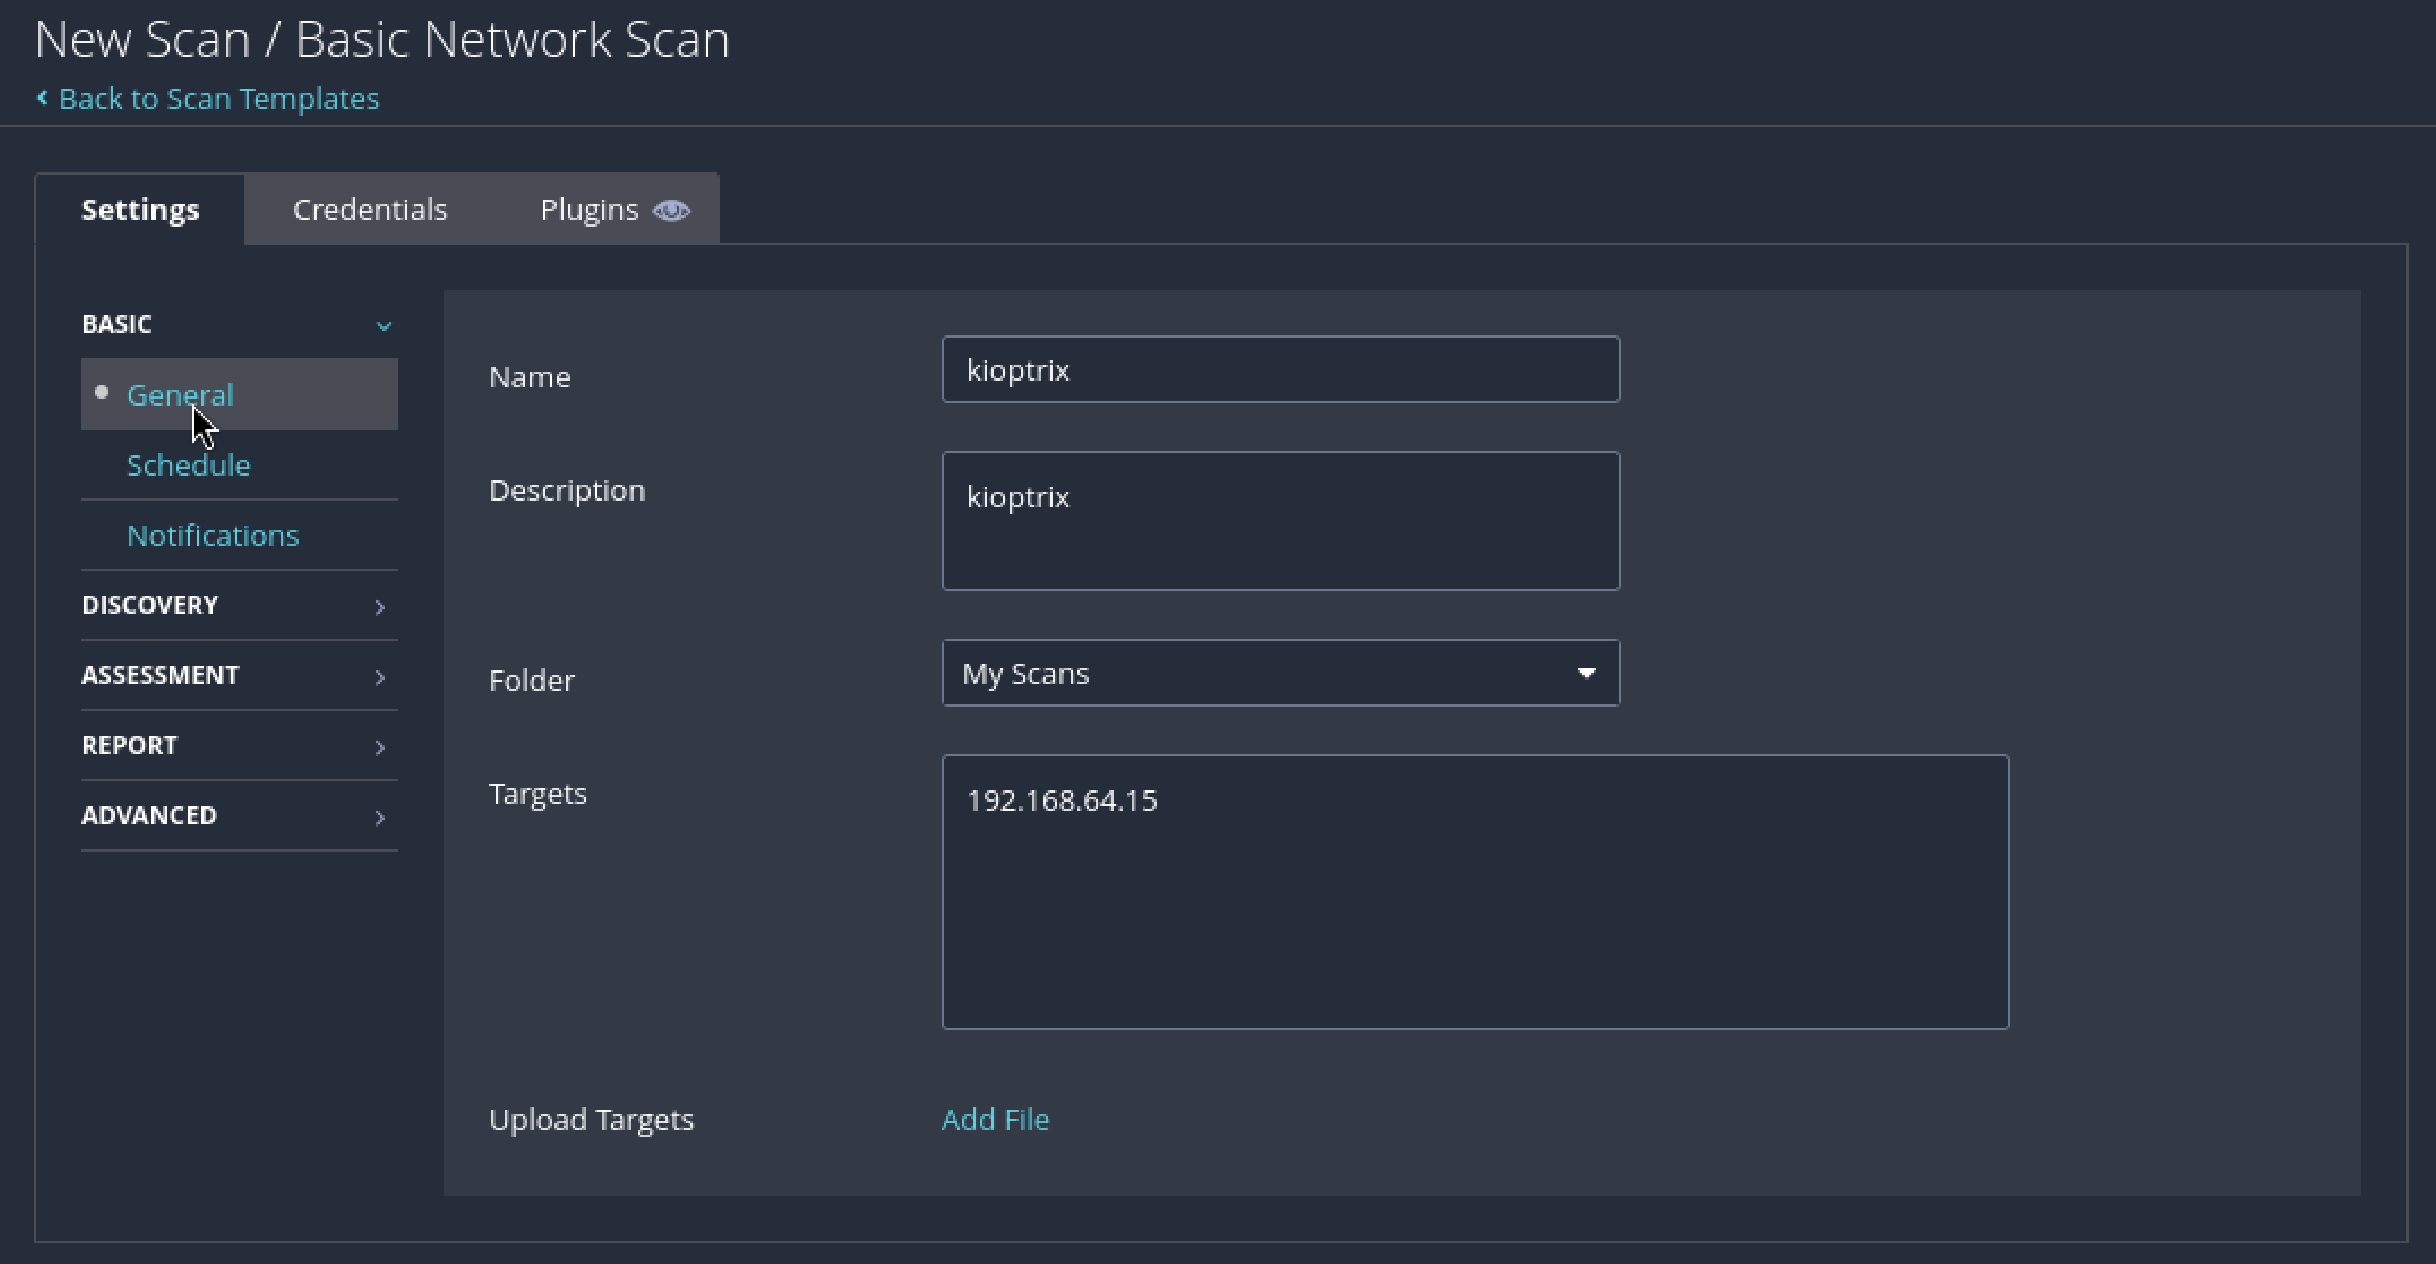 New Scan / Basic Network Scan
Back to Scan Templates
Settings Credentials Plugins
BASIC
General
Schedule
Notifications
DISCOVERY
ASSESSMENT
REPORT
ADVANCED
Name kioptrix
Description kioptrix
Folder My Scans
Targets 192.168.64.15
Upload Targets Add File